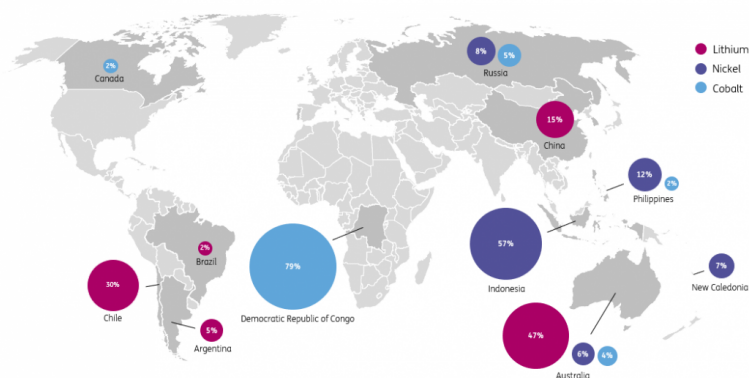 Lithium
Nickel
Cobalt
2%
Canada
8%
5%
Russia
15%
China
12%
2%
Philippines
57%
Indonesia
7%
New Caledonia
2%
Brazil
30%
Chile
5%
Argentina
79%
Democratic Republic of Congo
47%
6%
4%
Australia